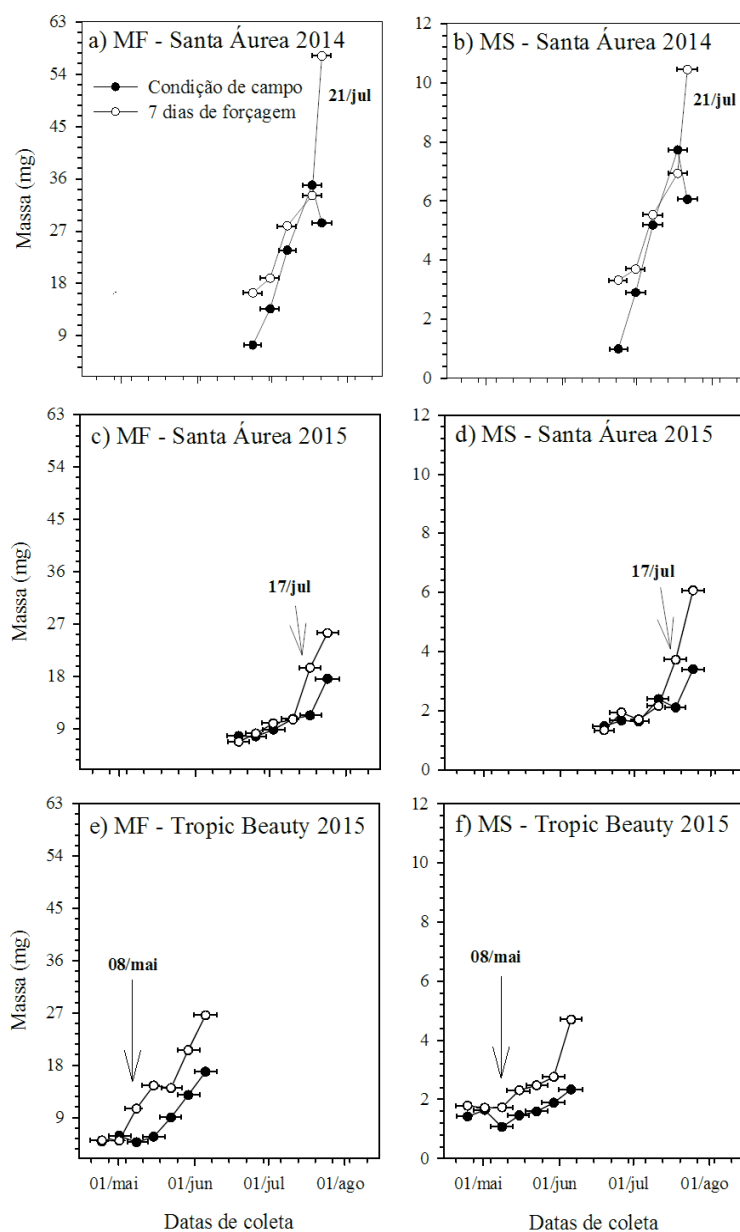 a) MF - Santa Áurea 2014
Condição de campo
7 dias de forçagem
21/jul
63
54
45
36
27
18
9
Massa (mg)
b) MS - Santa Áurea 2014
21/jul
12
10
8
6
4
2
0
c) MF - Santa Áurea 2015
17/jul
63
54
45
36
27
18
9
Massa (mg)
d) MS - Santa Áurea 2015
17/jul
12
10
8
6
4
2
0
e) MF - Tropic Beauty 2015
08/mai
63
54
45
36
27
18
9
Massa (mg)
01/mai 01/jun 01/jul 01/ago
Datas de coleta
f) MS - Tropic Beauty 2015
08/mai
12
10
8
6
4
2
0
01/mai 01/jun 01/jul 01/ago
Datas de coleta